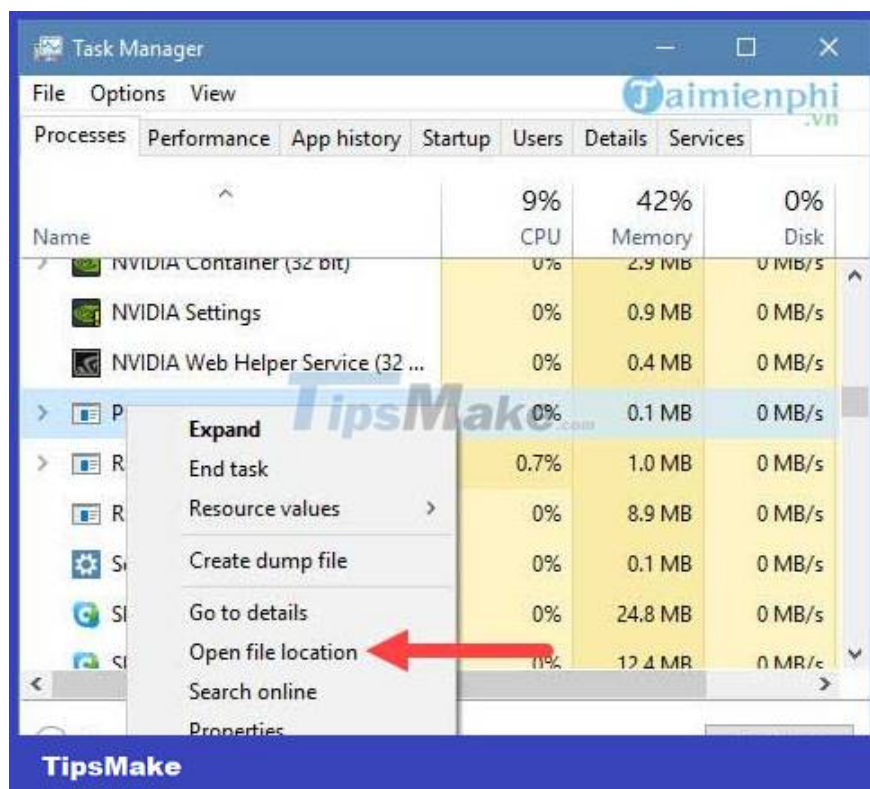 Task Manager
File Options View
Taimienphi
.vn
Processes Performance App history Startup Users Details Services
9% 42% 0%
Name CPU Memory Disk
NVIDIA Container (32 bit) 0% 2.9 MB 0 MB/s
NVIDIA Settings 0% 0.9 MB 0 MB/s
NVIDIA Web Helper Service (32 ... 0% 0.4 MB 0 MB/s
P 0% 0.1 MB 0 MB/s
TipsMake.com
Expand
R 0.7% 1.0 MB 0 MB/s
End task
Resource values
R 0% 8.9 MB 0 MB/s
Create dump file
0% 0.1 MB 0 MB/s
Go to details
0% 24.8 MB 0 MB/s
Open file location
0% 12.4 MB 0 MB/s
Search online
Properties
TipsMake